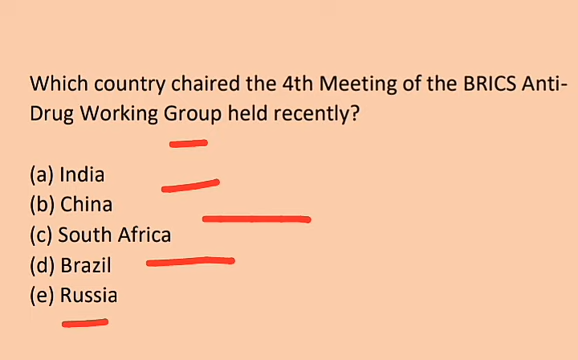 Which country chaired the 4th Meeting of the BRICS Anti-
Drug Working Group held recently?
(a) India
(b) China
(c) South Africa
(d) Brazil
(e) Russia